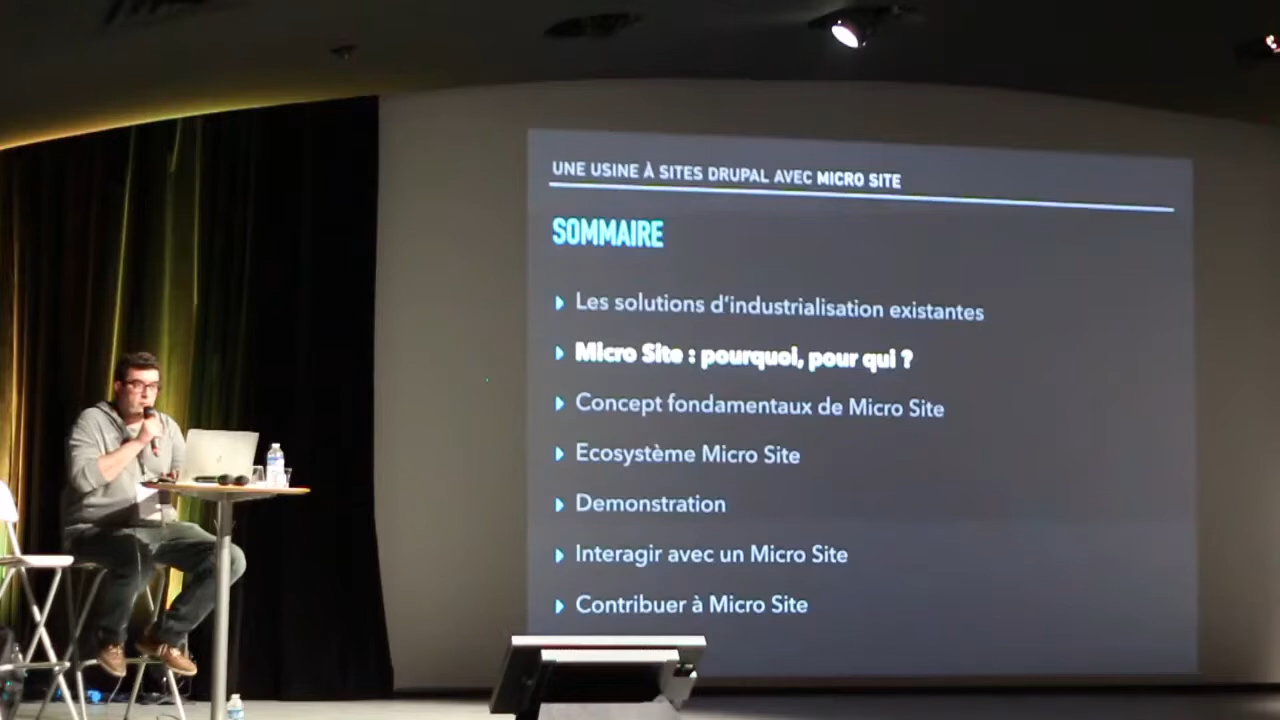 UNE USINE À SITES DRUPAL AVEC MICRO SITE
SOMMAIRE
Les solutions d'industrialisation existantes
Micro Site : pourquoi, pour qui ?
Concept fondamentaux de Micro Site
Ecosystème Micro Site
Demonstration
Interagir avec un Micro Site
Contribuer à Micro Site